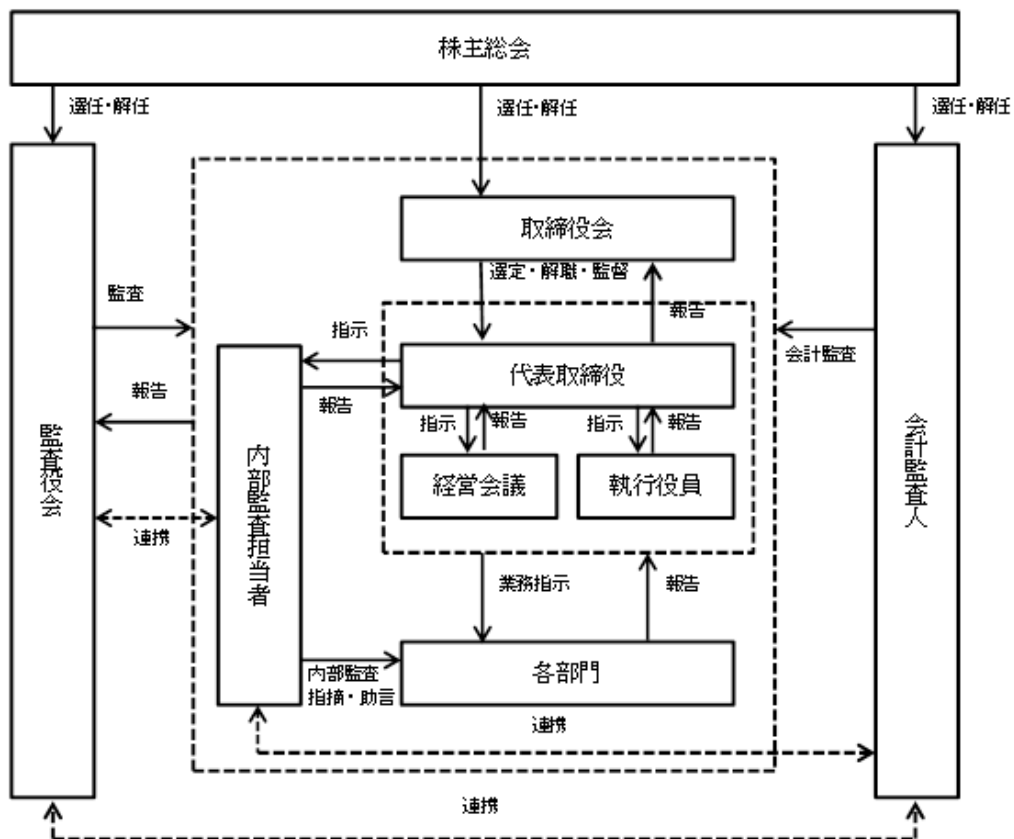 株主総会
選任・解任
選任・解任
選任・解任
取締役会
選定・解職・監督
監査
報告
指示
会計監査
代表取締役
報告
報告
指示
報告
指示
報告
監査役会
内部監査担当者
経営会議
執行役員
会計監査人
連携
業務指示
報告
内部監査
指摘・助言
各部門
連携
連携